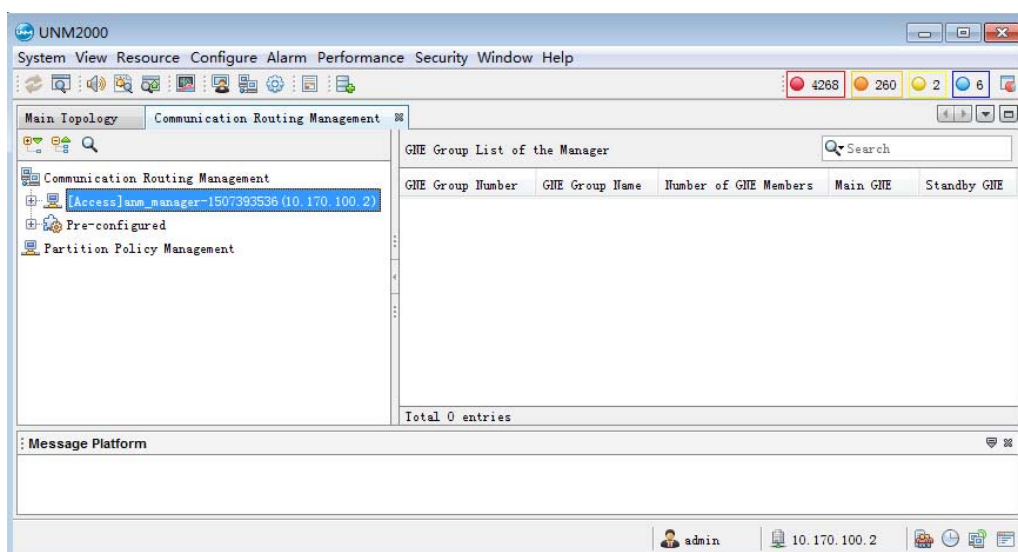 UNM2000
System View Resource Configure Alarm Performance Security Window Help
4268 260 2 6
Main Topology Communication Routing Management
GNE Group List of the Manager Search
Communication Routing Management
GNE Group Number GNE Group Name Number of GNE Members Main GNE Standby GNE
[Access]anm_manager-1507393536(10.170.100.2)
Pre-configured
Partition Policy Management
Total 0 entries
Message Platform
admin 10.170.100.2